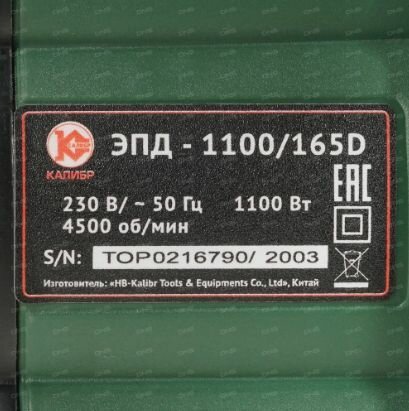 ЭПД - 1100/165D
КАЛИБР
КАЛИБР
EAC
230 В/ ~ 50 Гц 1100 Вт
4500 об/мин
S/N: TOP0216790/ 2003
Изготовитель: «HB-Kalibr Tools & Equipments Co., Ltd», Китай